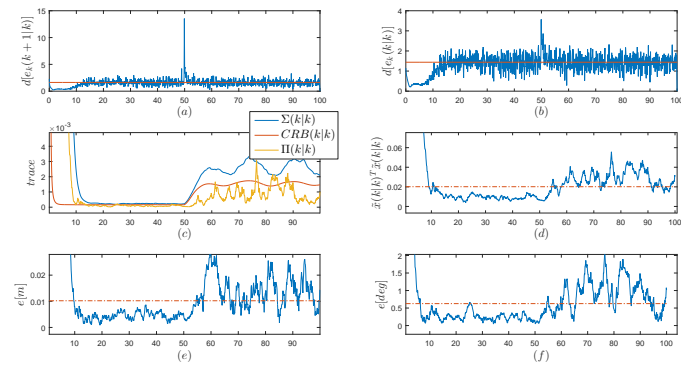 d[e_k(k+1|k)]
15
10
5
0
0 10 20 30 40 50 60 70 80 90 100
(a)
d[e_k(k|k)]
4
3
2
1
0
0 10 20 30 40 50 60 70 80 90 100
(b)
trace
×10^{-3}
4
2
0
10 20 30 40 50 60 70 80 90
(c)
Σ(k|k)
CRB(k|k)
Π(k|k)
x̃(k|k)^T x̃(k|k)
0.06
0.04
0.02
0
10 20 30 40 50 60 70 80 90 100
(d)
e[m]
0.02
0.01
0
10 20 30 40 50 60 70 80 90
(e)
e[deg]
2
1.5
1
0.5
0
10 20 30 40 50 60 70 80 90 100
(f)